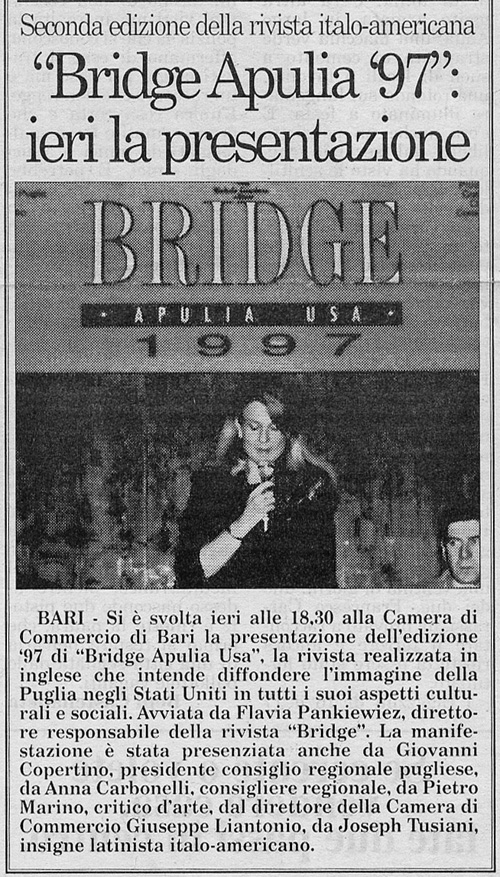 Seconda edizione della rivista italo-americana
“Bridge Apulia ‘97”:
ieri la presentazione
Puglia
BRIDGE
· APULIA USA ·
1997
BARI - Si è svolta ieri alle 18,30 alla Camera di
Commercio di Bari la presentazione dell'edizione
‘97 di “Bridge Apulia Usa”, la rivista realizzata in
inglese che intende diffondere l'immagine della
Puglia negli Stati Uniti in tutti i suoi aspetti cultu-
rali e sociali. Avviata da Flavia Pankiewiez, diretto-
re responsabile della rivista “Bridge”. La manife-
stazione è stata presenziata anche da Giovanni
Copertino, presidente consiglio regionale pugliese,
da Anna Carbonelli, consigliere regionale, da Pietro
Marino, critico d'arte, dal direttore della Camera di
Commercio Giuseppe Liantonio, da Joseph Tusiani,
insigne latinista italo-americano.